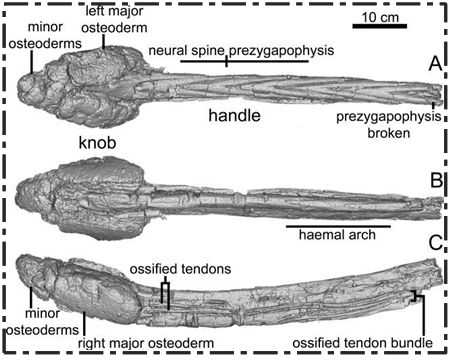 left major
osteoderm
minor
osteoderms
10 cm
neural spine prezygapophysis
A
handle
prezygapophysis
broken
knob
B
haemal arch
C
ossified tendons
minor
osteoderms
right major osteoderm
ossified tendon bundle